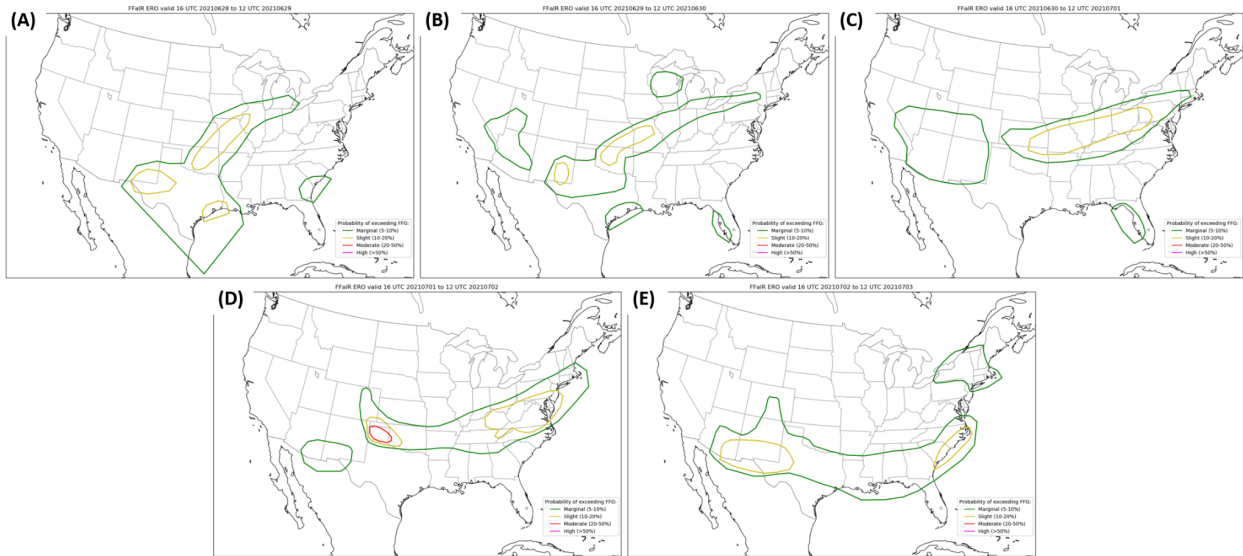 (A)
FFaIR ERO valid 16 UTC 20210628 to 12 UTC 20210629
Probability of exceeding FFG:
Marginal (5-10%)
Slight (10-20%)
Moderate (20-50%)
High (>50%)
(B)
FFaIR ERO valid 16 UTC 20210629 to 12 UTC 20210630
Probability of exceeding FFG:
Marginal (5-10%)
Slight (10-20%)
Moderate (20-50%)
High (>50%)
(C)
FFaIR ERO valid 16 UTC 20210630 to 12 UTC 20210701
Probability of exceeding FFG:
Marginal (5-10%)
Slight (10-20%)
Moderate (20-50%)
High (>50%)
(D)
FFaIR ERO valid 16 UTC 20210701 to 12 UTC 20210702
Probability of exceeding FFG:
Marginal (5-10%)
Slight (10-20%)
Moderate (20-50%)
High (>50%)
(E)
FFaIR ERO valid 16 UTC 20210702 to 12 UTC 20210703
Probability of exceeding FFG:
Marginal (5-10%)
Slight (10-20%)
Moderate (20-50%)
High (>50%)